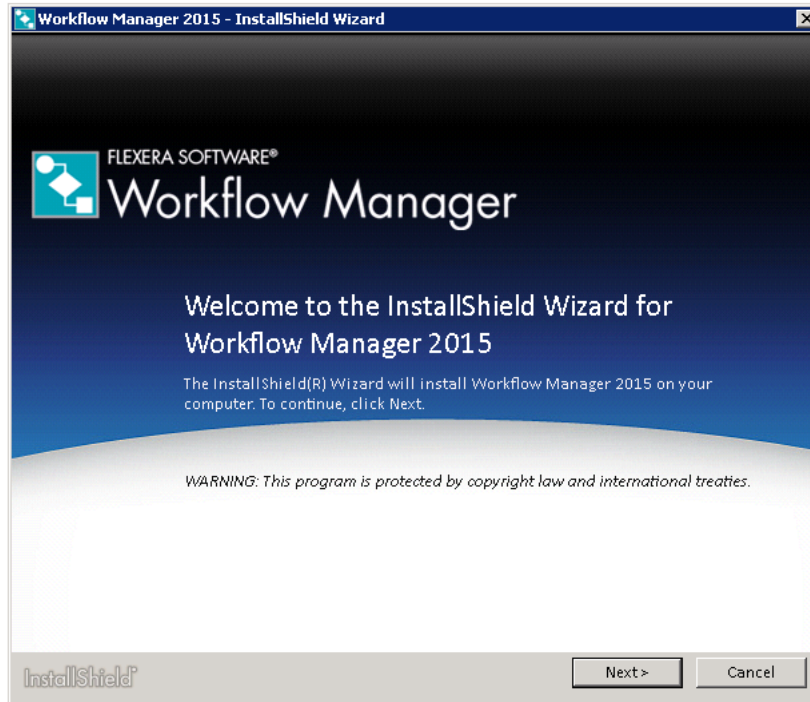 Workflow Manager 2015 - InstallShield Wizard
FLEXERA SOFTWARE®
Workflow Manager
Welcome to the InstallShield Wizard for
Workflow Manager 2015
The InstallShield(R) Wizard will install Workflow Manager 2015 on your
computer. To continue, click Next.
WARNING: This program is protected by copyright law and international treaties.
InstallShield®
Next >
Cancel